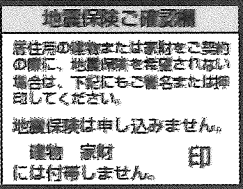 地震保険ご確認欄
居住用の建物または家財をご契約
の際に、地震保険を希望されない
場合は、下記にもご署名または押
印してください。
地震保険は申し込みません。
建物 家財 印
には付帯しません。